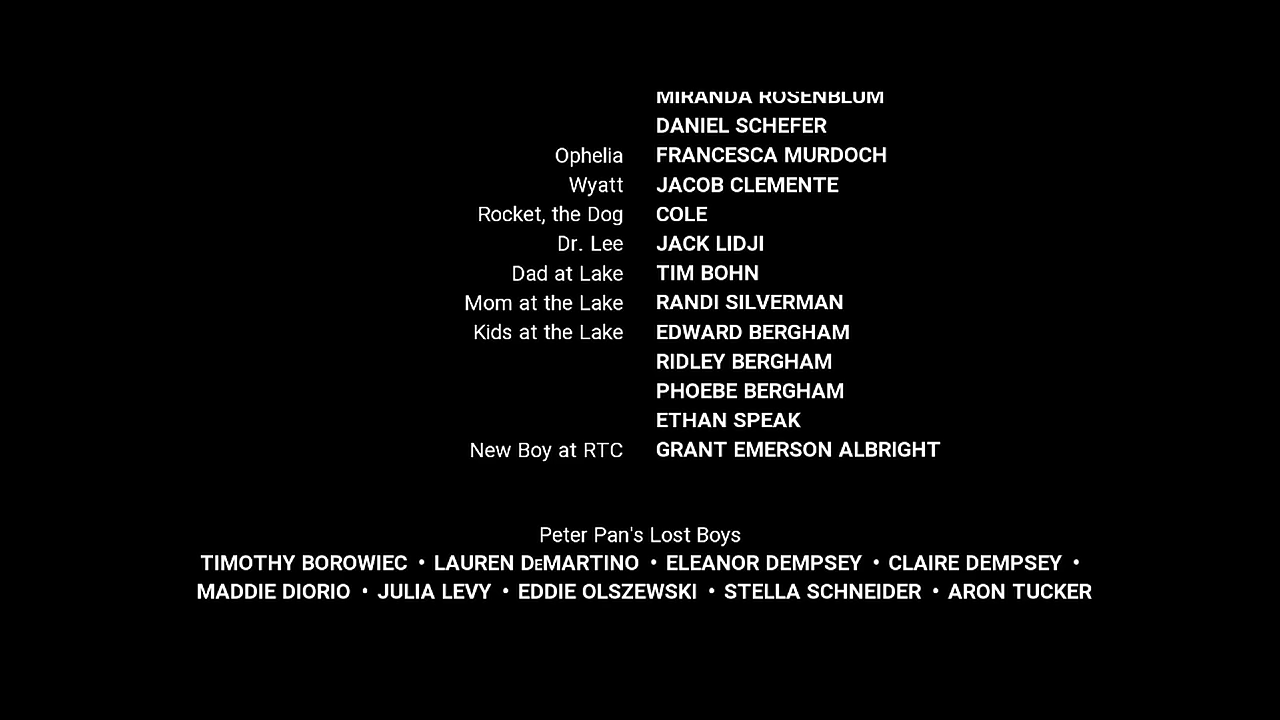 MIRANDA ROSENBLUM
DANIEL SCHEFER
Ophelia FRANCESCA MURDOCH
Wyatt JACOB CLEMENTE
Rocket, the Dog COLE
Dr. Lee JACK LIDJI
Dad at Lake TIM BOHN
Mom at the Lake RANDI SILVERMAN
Kids at the Lake EDWARD BERGHAM
RIDLEY BERGHAM
PHOEBE BERGHAM
ETHAN SPEAK
New Boy at RTC GRANT EMERSON ALBRIGHT
Peter Pan's Lost Boys
TIMOTHY BOROWIEC • LAUREN DEMARTINO • ELEANOR DEMPSEY • CLAIRE DEMPSEY •
MADDIE DIORIO • JULIA LEVY • EDDIE OLSZEWSKI • STELLA SCHNEIDER • ARON TUCKER